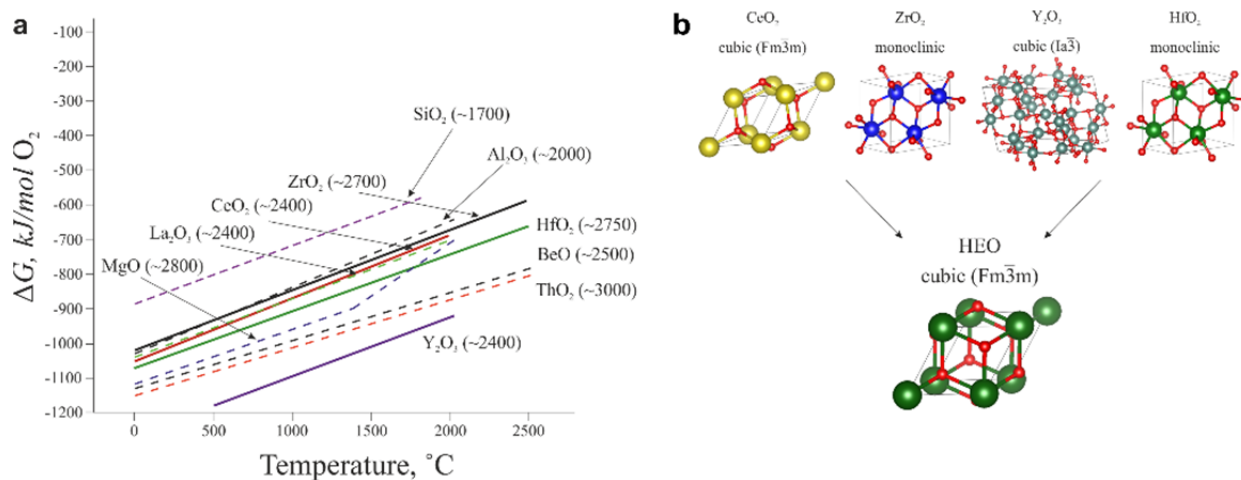 a
-100
-200
-300
-400
-500
-600
-700
-800
-900
-1000
-1100
-1200
ΔG, kJ/mol O₂
0
500
1000
1500
2000
2500
Temperature, ˚C
SiO₂ (~1700)
Al₂O₃ (~2000)
ZrO₂ (~2700)
CeO₂ (~2400)
La₂O₃ (~2400)
MgO (~2800)
HfO₂ (~2750)
BeO (~2500)
ThO₂ (~3000)
Y₂O₃ (~2400)
b
CeO₂
cubic (Fm3̅m)
ZrO₂
monoclinic
Y₂O₃
cubic (Ia3̅)
HfO₂
monoclinic
HEO
cubic (Fm3̅m)